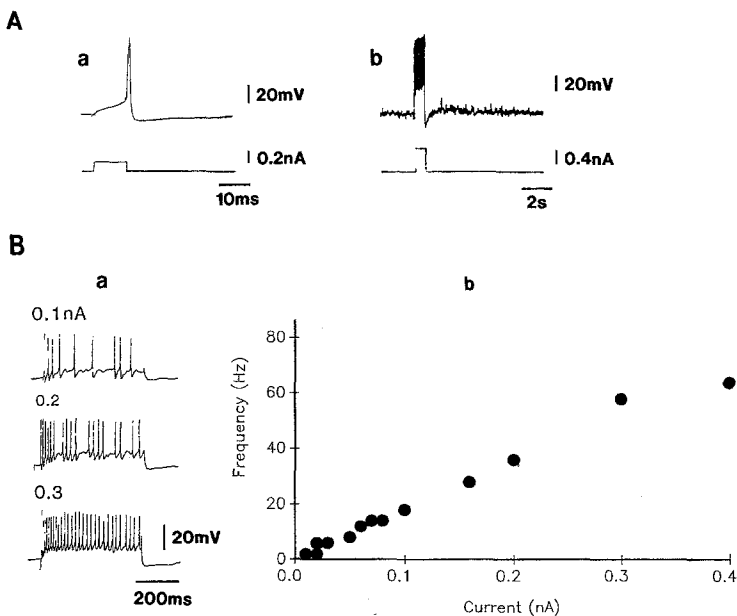 A
a
20mV
0.2nA
10ms
b
20mV
0.4nA
2s
B
a
0.1nA
0.2
0.3
20mV
200ms
b
Frequency (Hz)
80
60
40
20
0
0.0 0.1 0.2 0.3 0.4
Current (nA)